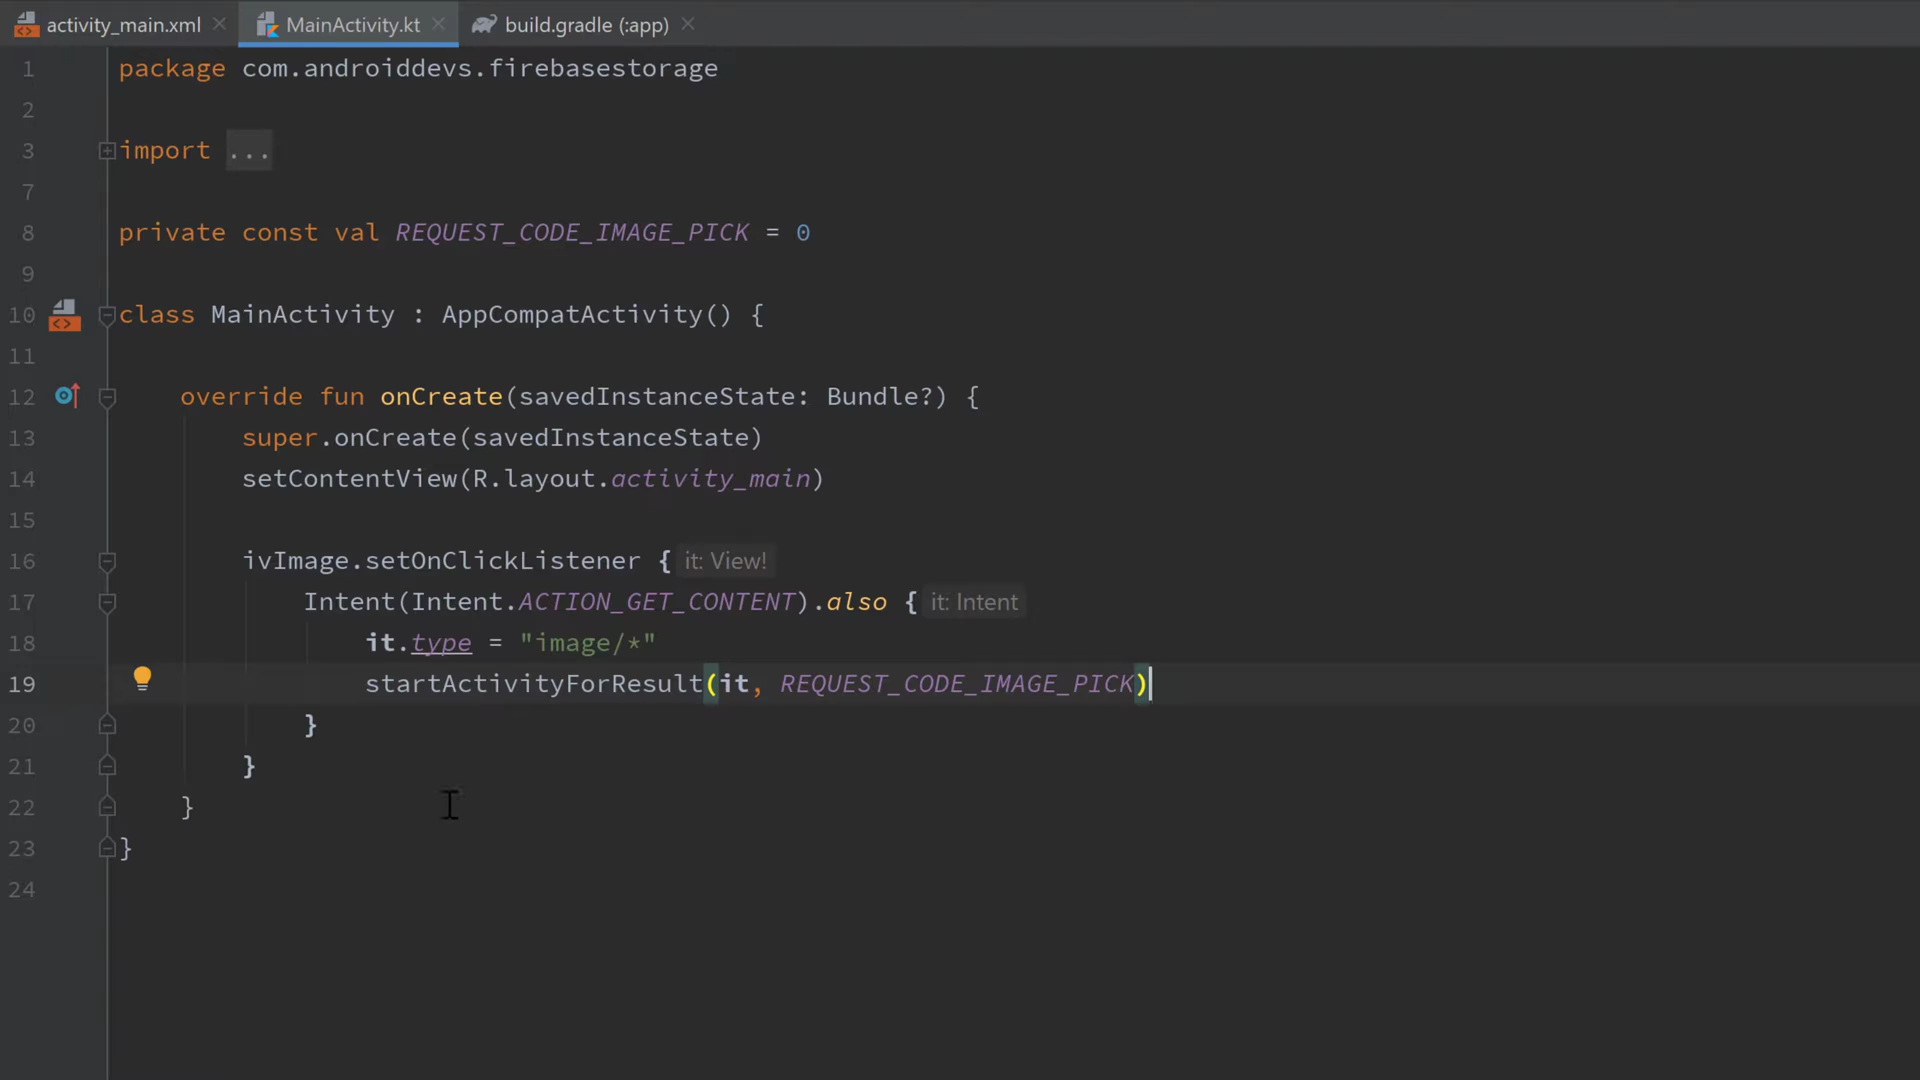 activity_main.xml MainActivity.kt build.gradle (:app)
1 package com.androiddevs.firebasestorage
2
3 import ...
7
8 private const val REQUEST_CODE_IMAGE_PICK = 0
9
10 class MainActivity : AppCompatActivity() {
11
12 override fun onCreate(savedInstanceState: Bundle?) {
13 super.onCreate(savedInstanceState)
14 setContentView(R.layout.activity_main)
15
16 ivImage.setOnClickListener { it: View!
17 Intent(Intent.ACTION_GET_CONTENT).also { it: Intent
18 it.type = "image/*"
19 startActivityForResult(it, REQUEST_CODE_IMAGE_PICK)
20 }
21 }
22 }
23 }
24